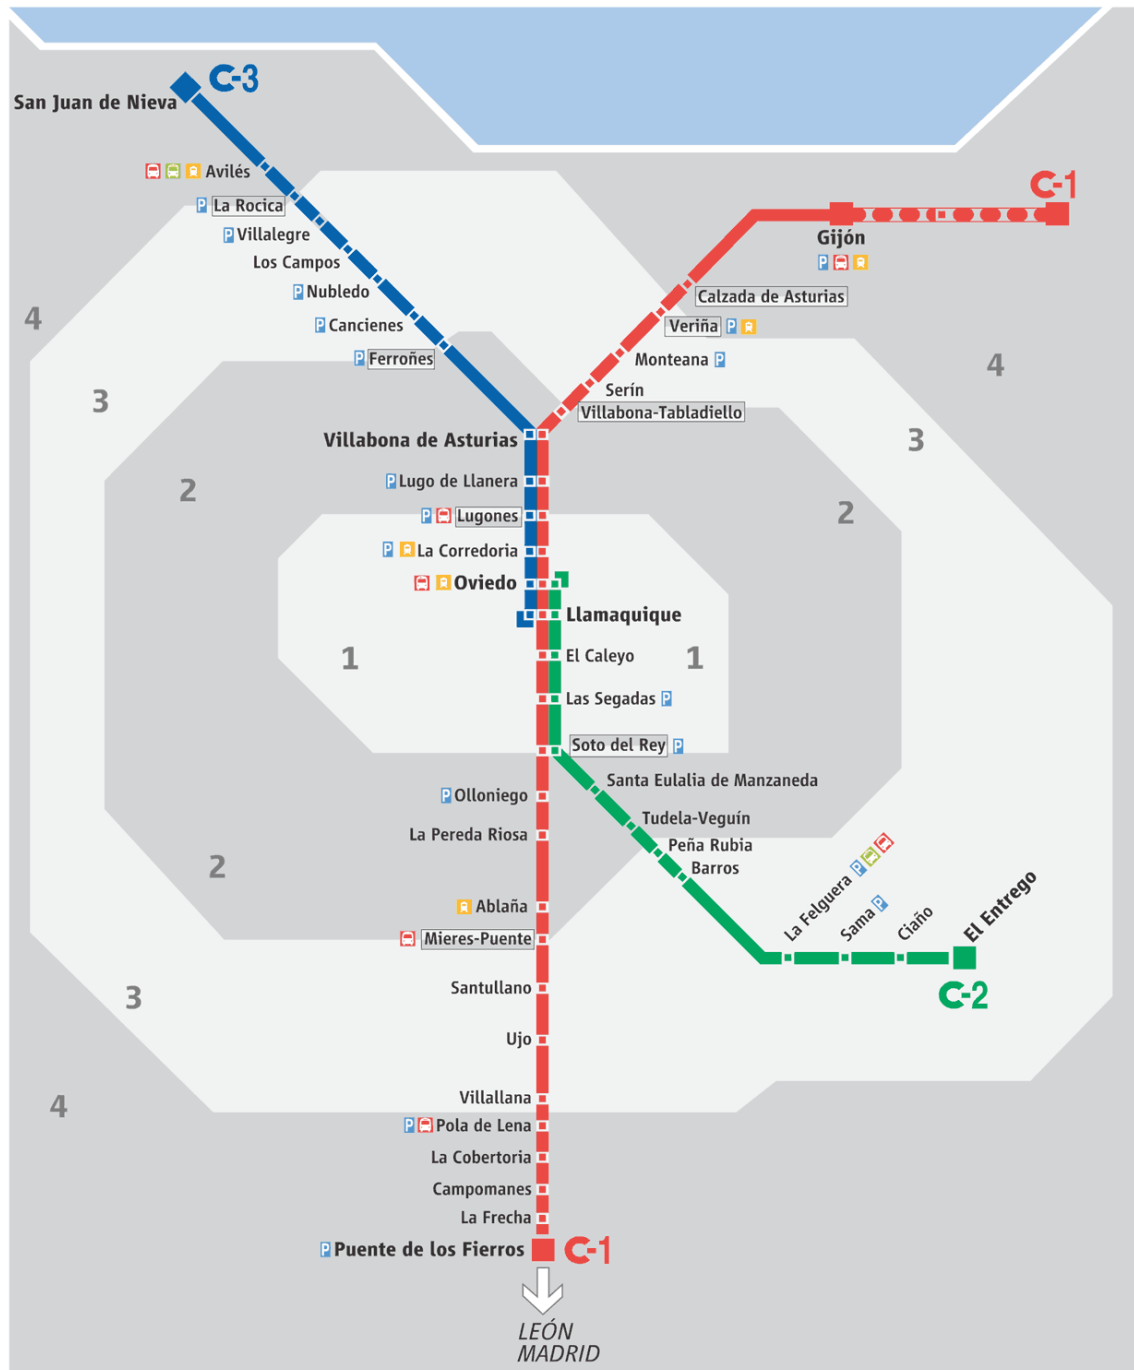 C-3
San Juan de Nieva
Avilés
P La Rocica
P Villalegre
Los Campos
P Nubledo
P Cancienes
P Ferroñes
C-1
Gijón
P
Calzada de Asturias
Veriña P
Monteana P
Serín
Villabona-Tabladiello
4
3
2
4
3
2
Villabona de Asturias
P Lugo de Llanera
P Lugones
P La Corredoria
Oviedo
Llamaquique
1
1
El Caleyo
Las Segadas P
Soto del Rey P
Santa Eulalia de Manzaneda
P Olloniego
Tudela-Veguín
La Pereda Riosa
Peña Rubia
Barros
2
La Felguera P
Sama P
Ciaño
El Entrego
C-2
Ablaña
Mieres-Puente
Santullano
3
Ujo
Villallana
4
P Pola de Lena
La Cobertoria
Campomanes
La Frecha
P Puente de los Fierros
C-1
LEÓN
MADRID